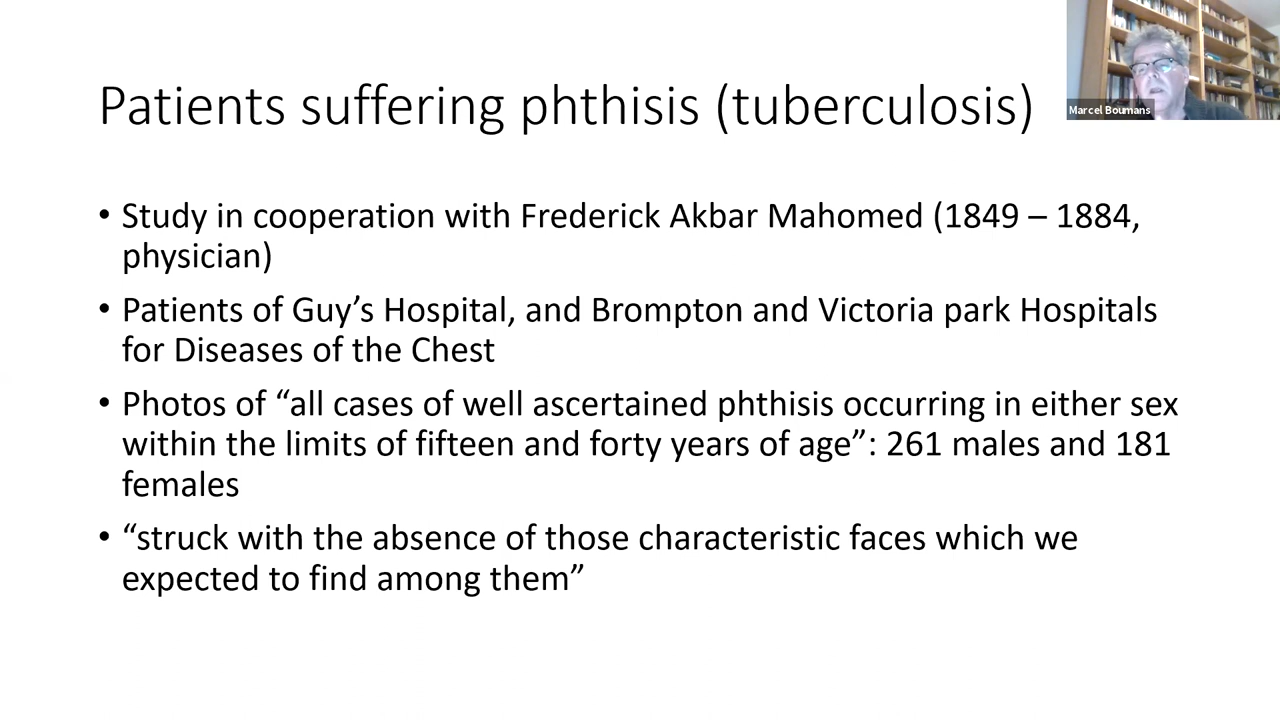 Patients suffering phthisis (tuberculosis)
Marcel Boumans
• Study in cooperation with Frederick Akbar Mahomed (1849 – 1884,
physician)
• Patients of Guy’s Hospital, and Brompton and Victoria park Hospitals
for Diseases of the Chest
• Photos of “all cases of well ascertained phthisis occurring in either sex
within the limits of fifteen and forty years of age”: 261 males and 181
females
• “struck with the absence of those characteristic faces which we
expected to find among them”